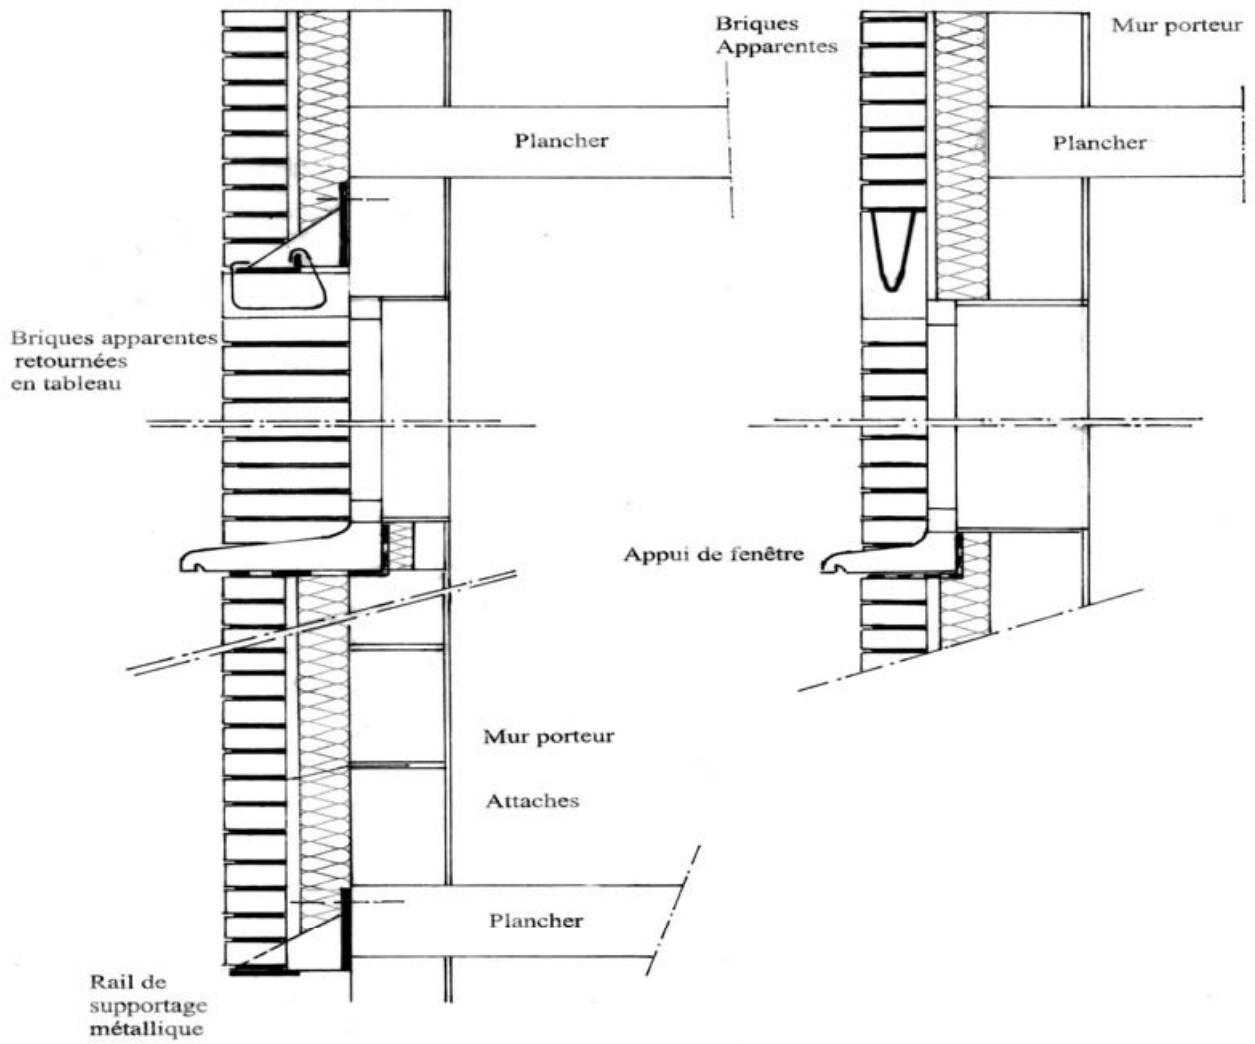 Briques
Apparentes
Mur porteur
Plancher
Plancher
Briques apparentes
retournées
en tableau
Appui de fenêtre
Mur porteur
Attaches
Plancher
Rail de
supportage
métallique